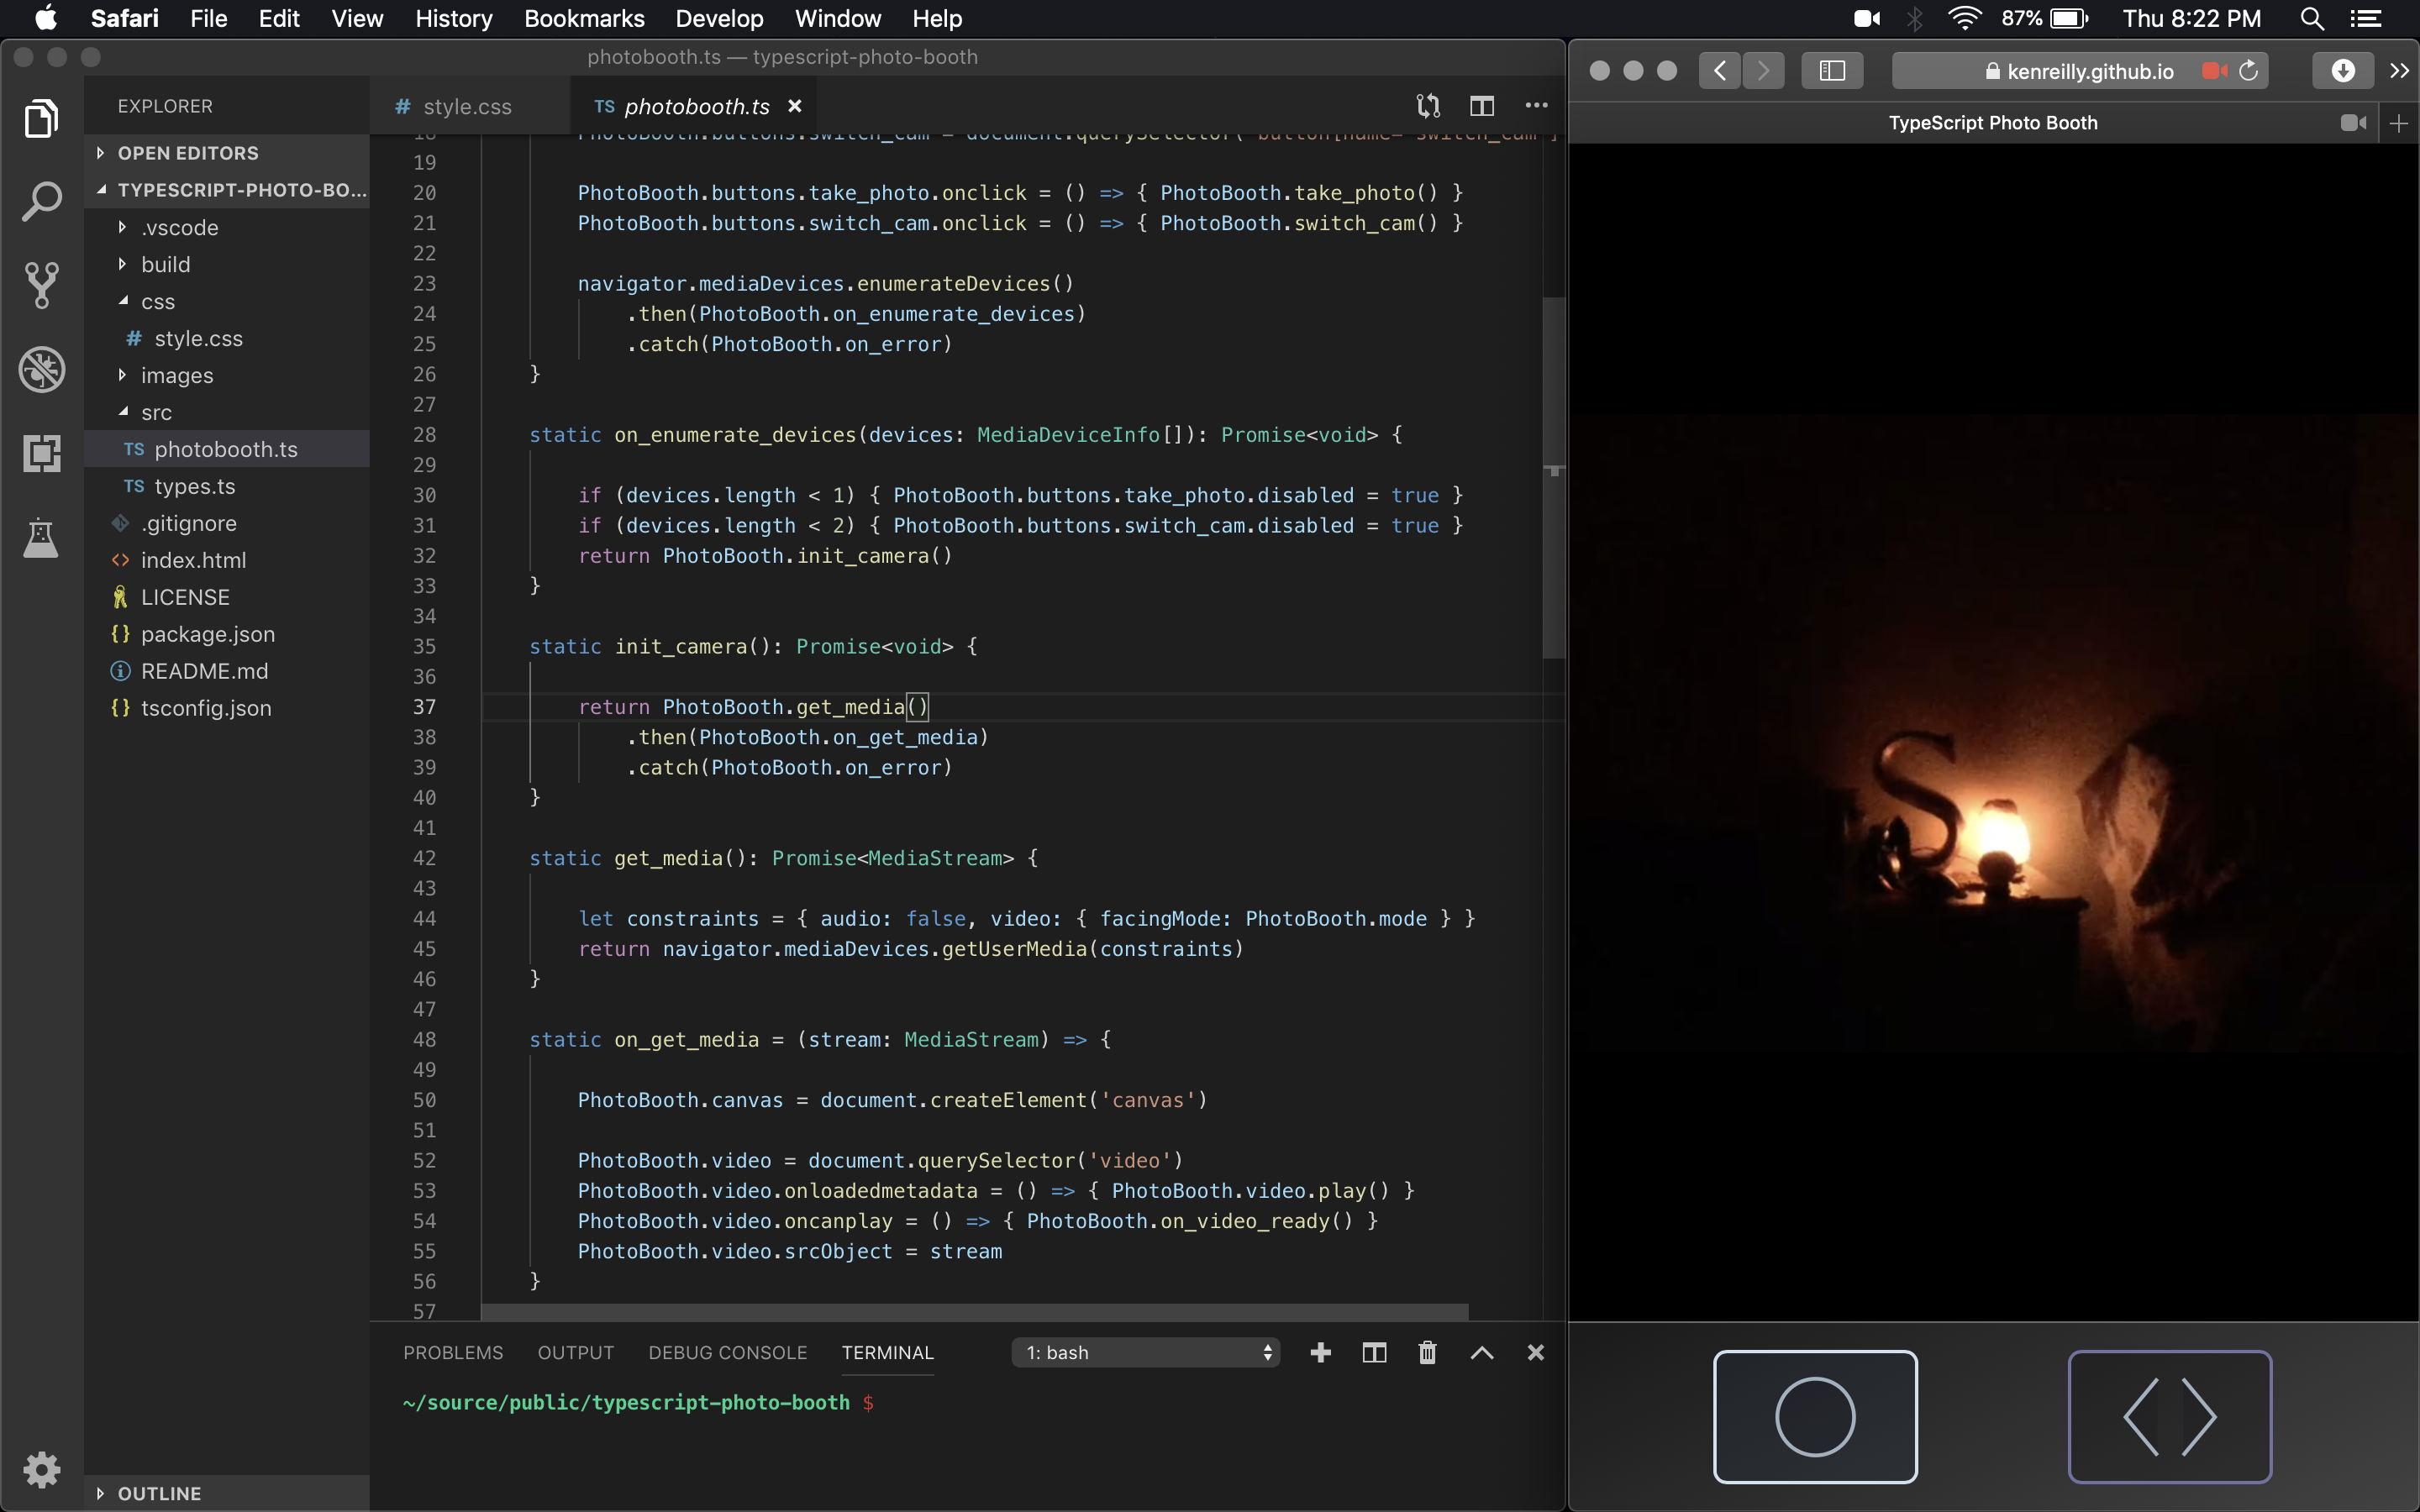 Safari File Edit View History Bookmarks Develop Window Help 87% Thu 8:22 PM
photobooth.ts — typescript-photo-booth
EXPLORER
OPEN EDITORS
TYPESCRIPT-PHOTO-BO...
.vscode
build
css
# style.css
images
src
TS photobooth.ts
TS types.ts
.gitignore
<> index.html
LICENSE
{} package.json
README.md
{} tsconfig.json
OUTLINE
# style.css TS photobooth.ts ×
18 PhotoBooth.buttons.switch_cam = document.querySelector('button[name="switch_cam"]
19
20 PhotoBooth.buttons.take_photo.onclick = () => { PhotoBooth.take_photo() }
21 PhotoBooth.buttons.switch_cam.onclick = () => { PhotoBooth.switch_cam() }
22
23 navigator.mediaDevices.enumerateDevices()
24 .then(PhotoBooth.on_enumerate_devices)
25 .catch(PhotoBooth.on_error)
26 }
27
28 static on_enumerate_devices(devices: MediaDeviceInfo[]): Promise<void> {
29
30 if (devices.length < 1) { PhotoBooth.buttons.take_photo.disabled = true }
31 if (devices.length < 2) { PhotoBooth.buttons.switch_cam.disabled = true }
32 return PhotoBooth.init_camera()
33 }
34
35 static init_camera(): Promise<void> {
36
37 return PhotoBooth.get_media()
38 .then(PhotoBooth.on_get_media)
39 .catch(PhotoBooth.on_error)
40 }
41
42 static get_media(): Promise<MediaStream> {
43
44 let constraints = { audio: false, video: { facingMode: PhotoBooth.mode } }
45 return navigator.mediaDevices.getUserMedia(constraints)
46 }
47
48 static on_get_media = (stream: MediaStream) => {
49
50 PhotoBooth.canvas = document.createElement('canvas')
51
52 PhotoBooth.video = document.querySelector('video')
53 PhotoBooth.video.onloadedmetadata = () => { PhotoBooth.video.play() }
54 PhotoBooth.video.oncanplay = () => { PhotoBooth.on_video_ready() }
55 PhotoBooth.video.srcObject = stream
56 }
57
PROBLEMS OUTPUT DEBUG CONSOLE TERMINAL 1: bash
~/source/public/typescript-photo-booth $
kenreilly.github.io
TypeScript Photo Booth
S